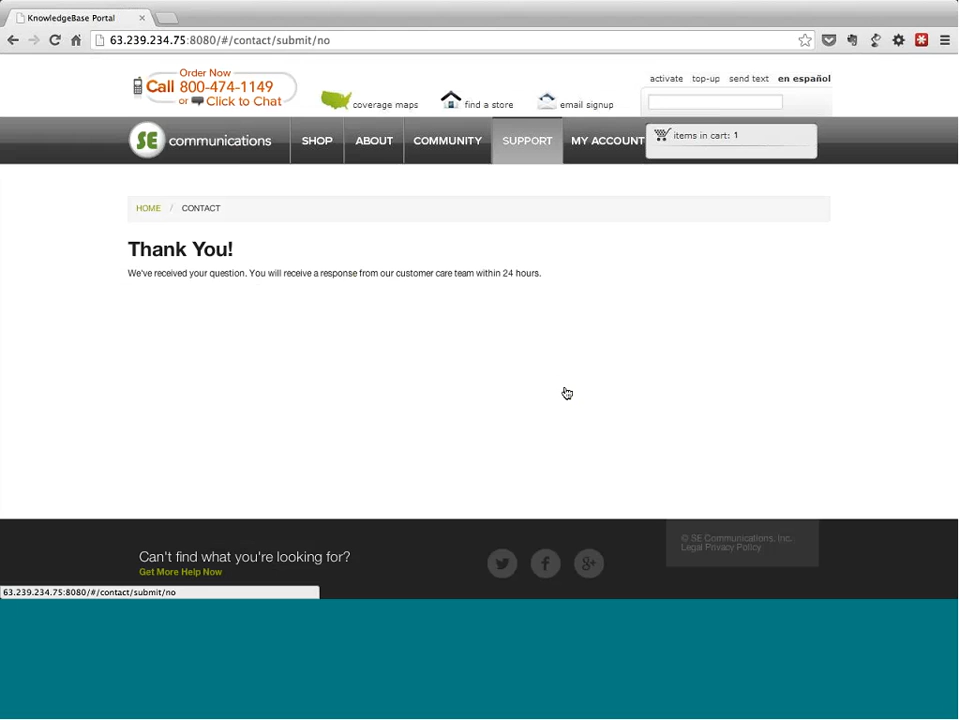 KnowledgeBase Portal
63.239.234.75:8080/#/contact/submit/no
Order Now
Call 800-474-1149
or Click to Chat
coverage maps
find a store
email signup
activate top-up send text en español
SE communications
SHOP ABOUT COMMUNITY SUPPORT MY ACCOUNT
items in cart: 1
HOME / CONTACT
Thank You!
We've received your question. You will receive a response from our customer care team within 24 hours.
Can't find what you're looking for?
Get More Help Now
© SE Communications, Inc.
Legal Privacy Policy
63.239.234.75:8080/#/contact/submit/no